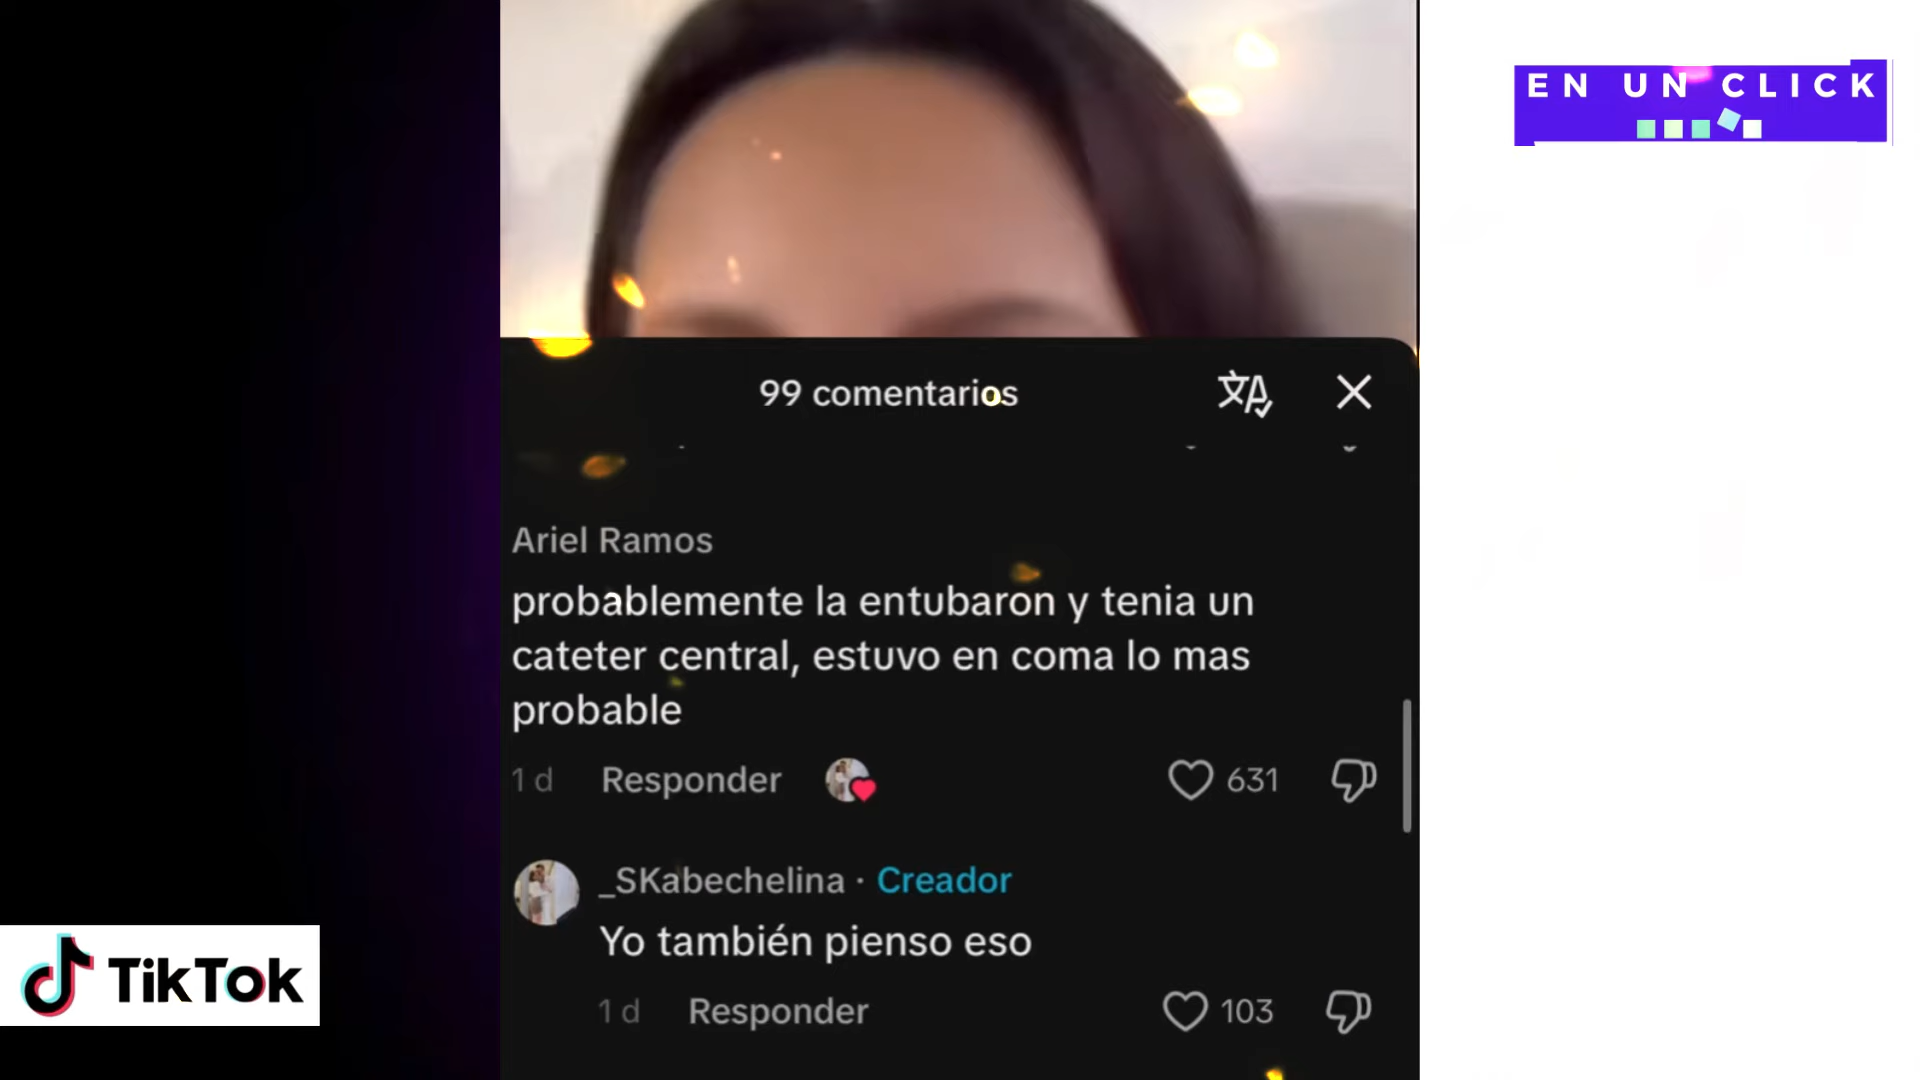 EN UN CLICK
99 comentarios
Ariel Ramos
probablemente la entubaron y tenia un
cateter central, estuvo en coma lo mas
probable
1 d Responder 631
_SKabechelina · Creador
Yo también pienso eso
1 d Responder 103
TikTok